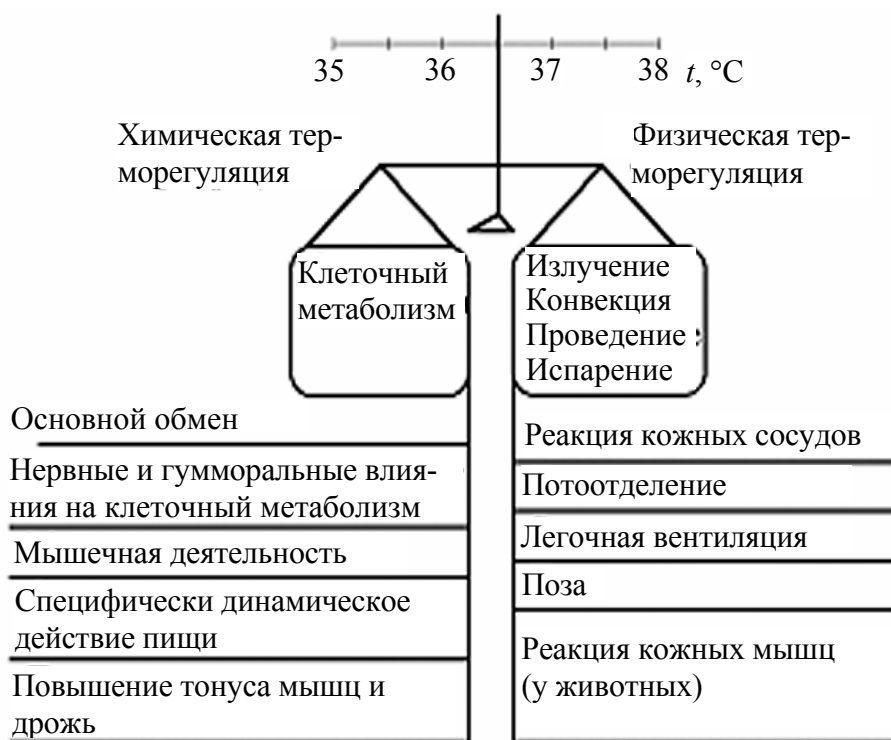 35 36 37 38 t, °C
Химическая тер-
морегуляция
Физическая тер-
морегуляция
Клеточный
метаболизм
Излучение
Конвекция
Проведение
Испарение
Основной обмен
Нервные и гумморальные влия-
ния на клеточный метаболизм
Мышечная деятельность
Специфически динамическое
действие пищи
Повышение тонуса мышц и
дрожь
Реакция кожных сосудов
Потоотделение
Легочная вентиляция
Поза
Реакция кожных мышц
(у животных)